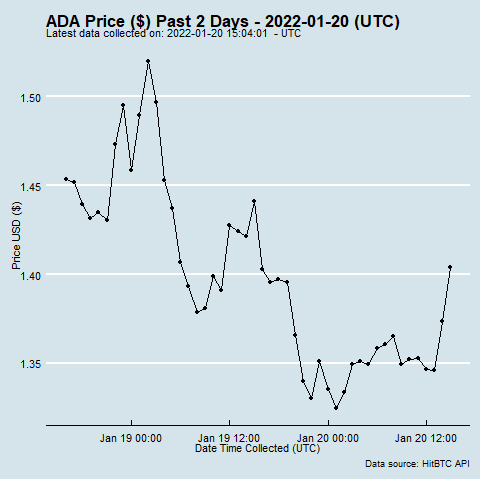 ADA Price ($) Past 2 Days - 2022-01-20 (UTC)
Latest data collected on: 2022-01-20 15:04:01  - UTC
1.50
1.45
1.40
1.35
Price USD ($)
Jan 19 00:00
Jan 19 12:00
Jan 20 00:00
Jan 20 12:00
Date Time Collected (UTC)
Data source: HitBTC API